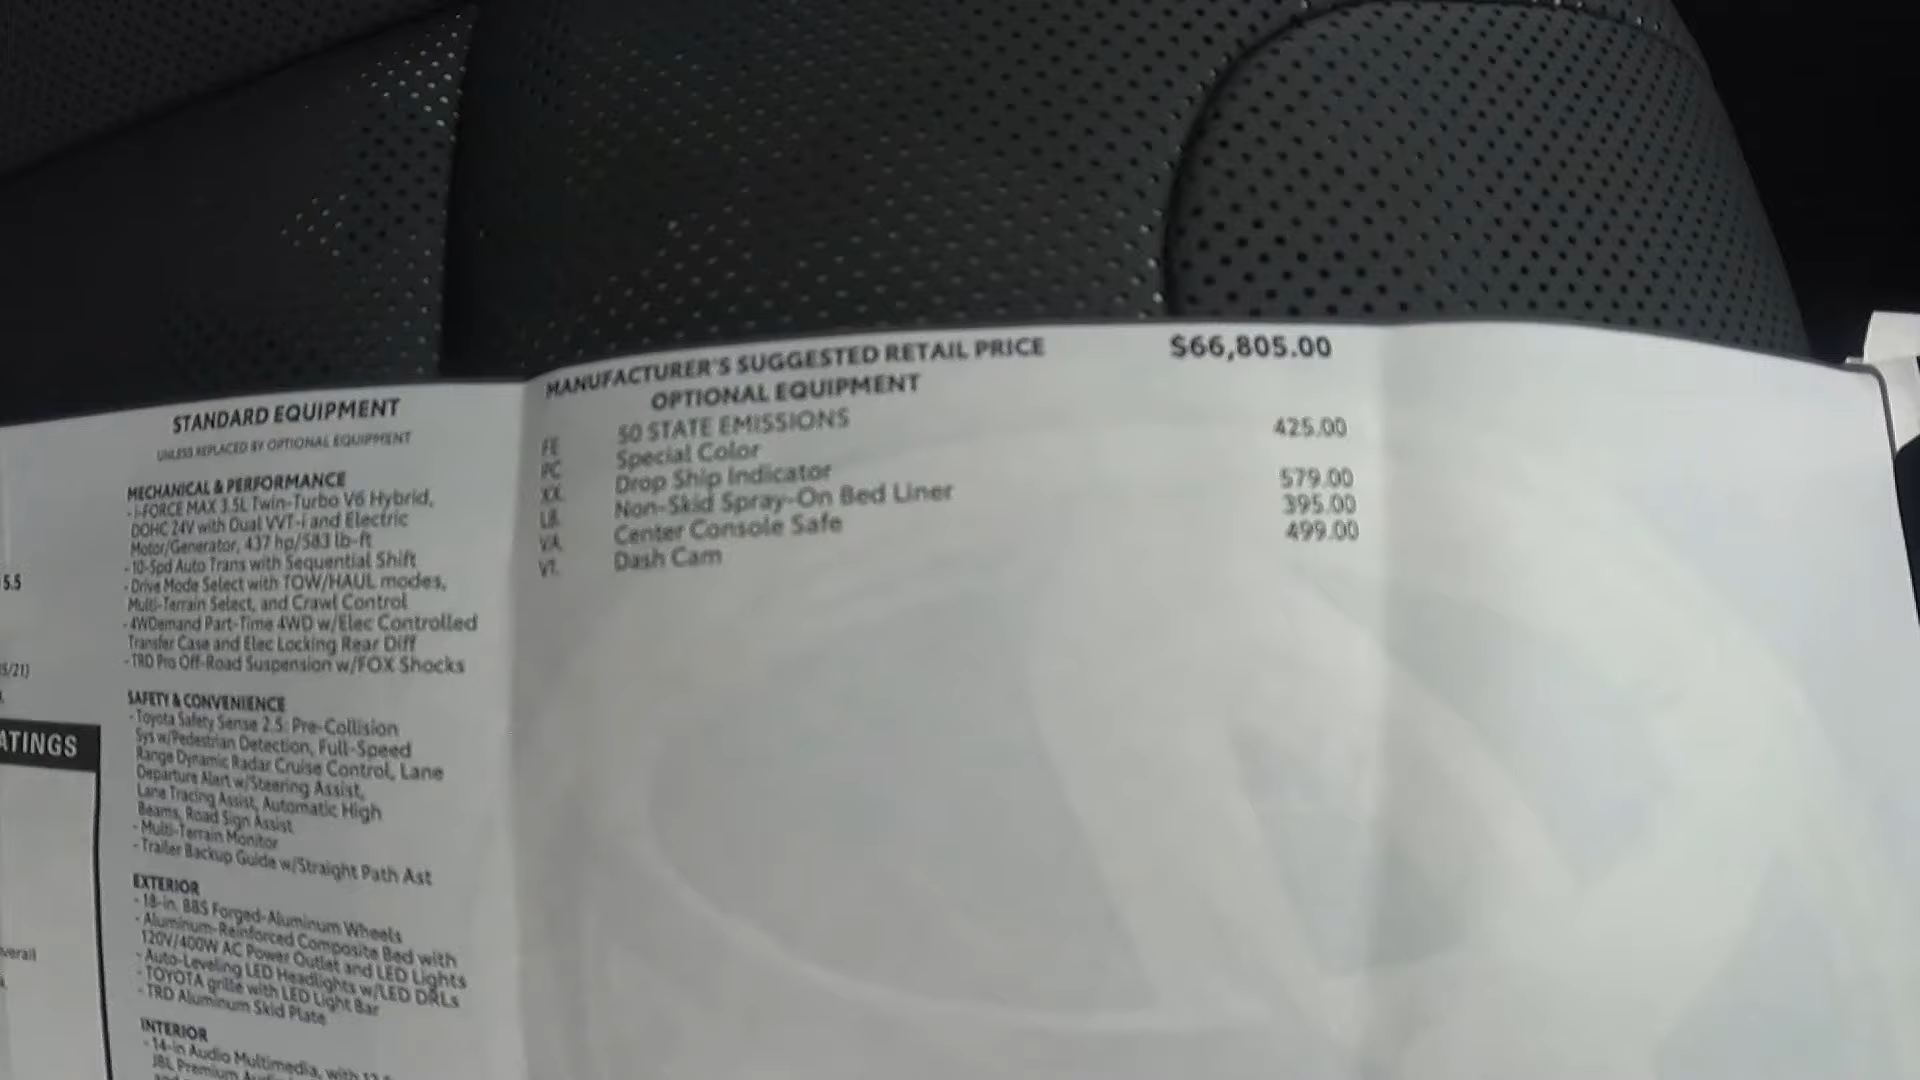 MANUFACTURER'S SUGGESTED RETAIL PRICE $66,805.00
OPTIONAL EQUIPMENT
FE 50 STATE EMISSIONS
PC Special Color 425.00
XX Drop Ship Indicator
LB. Non-Skid Spray-On Bed Liner 579.00
VA Center Console Safe 395.00
V1. Dash Cam 499.00
STANDARD EQUIPMENT
UNLESS REPLACED BY OPTIONAL EQUIPMENT
MECHANICAL & PERFORMANCE
- i-FORCE MAX 3.5L Twin-Turbo V6 Hybrid,
DOHC 24V with Dual VVT-i and Electric
Motor/Generator, 437 hp/583 lb-ft
- 10-Spd Auto Trans with Sequential Shift
- Drive Mode Select with TOW/HAUL modes,
Multi-Terrain Select, and Crawl Control
- 4WDemand Part-Time 4WD w/Elec Controlled
Transfer Case and Elec Locking Rear Diff
- TRD Pro Off-Road Suspension w/FOX Shocks
SAFETY & CONVENIENCE
- Toyota Safety Sense 2.5: Pre-Collision
Sys w/Pedestrian Detection, Full-Speed
Range Dynamic Radar Cruise Control, Lane
Departure Alert w/Steering Assist,
Lane Tracing Assist, Automatic High
Beams, Road Sign Assist
- Multi-Terrain Monitor
- Trailer Backup Guide w/Straight Path Ast
EXTERIOR
- 18-in. BBS Forged-Aluminum Wheels
- Aluminum-Reinforced Composite Bed with
120V/400W AC Power Outlet and LED Lights
- Auto-Leveling LED Headlights w/LED DRLs
- TOYOTA grille with LED Light Bar
- TRD Aluminum Skid Plate
INTERIOR
- 14-in Audio Multimedia, with
JBL Premium
5.5
5/21)
ATINGS
verall